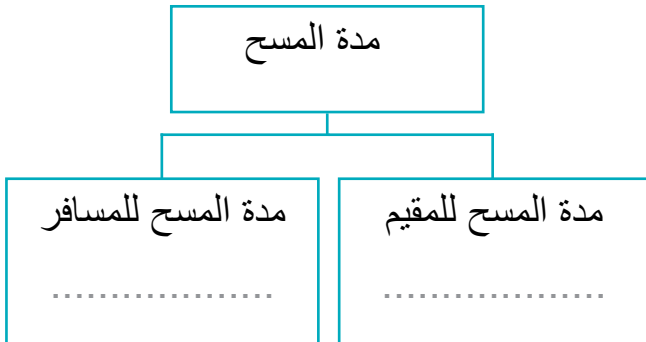 مدة المسح
مدة المسح للمقيم
...................
مدة المسح للمسافر
...................